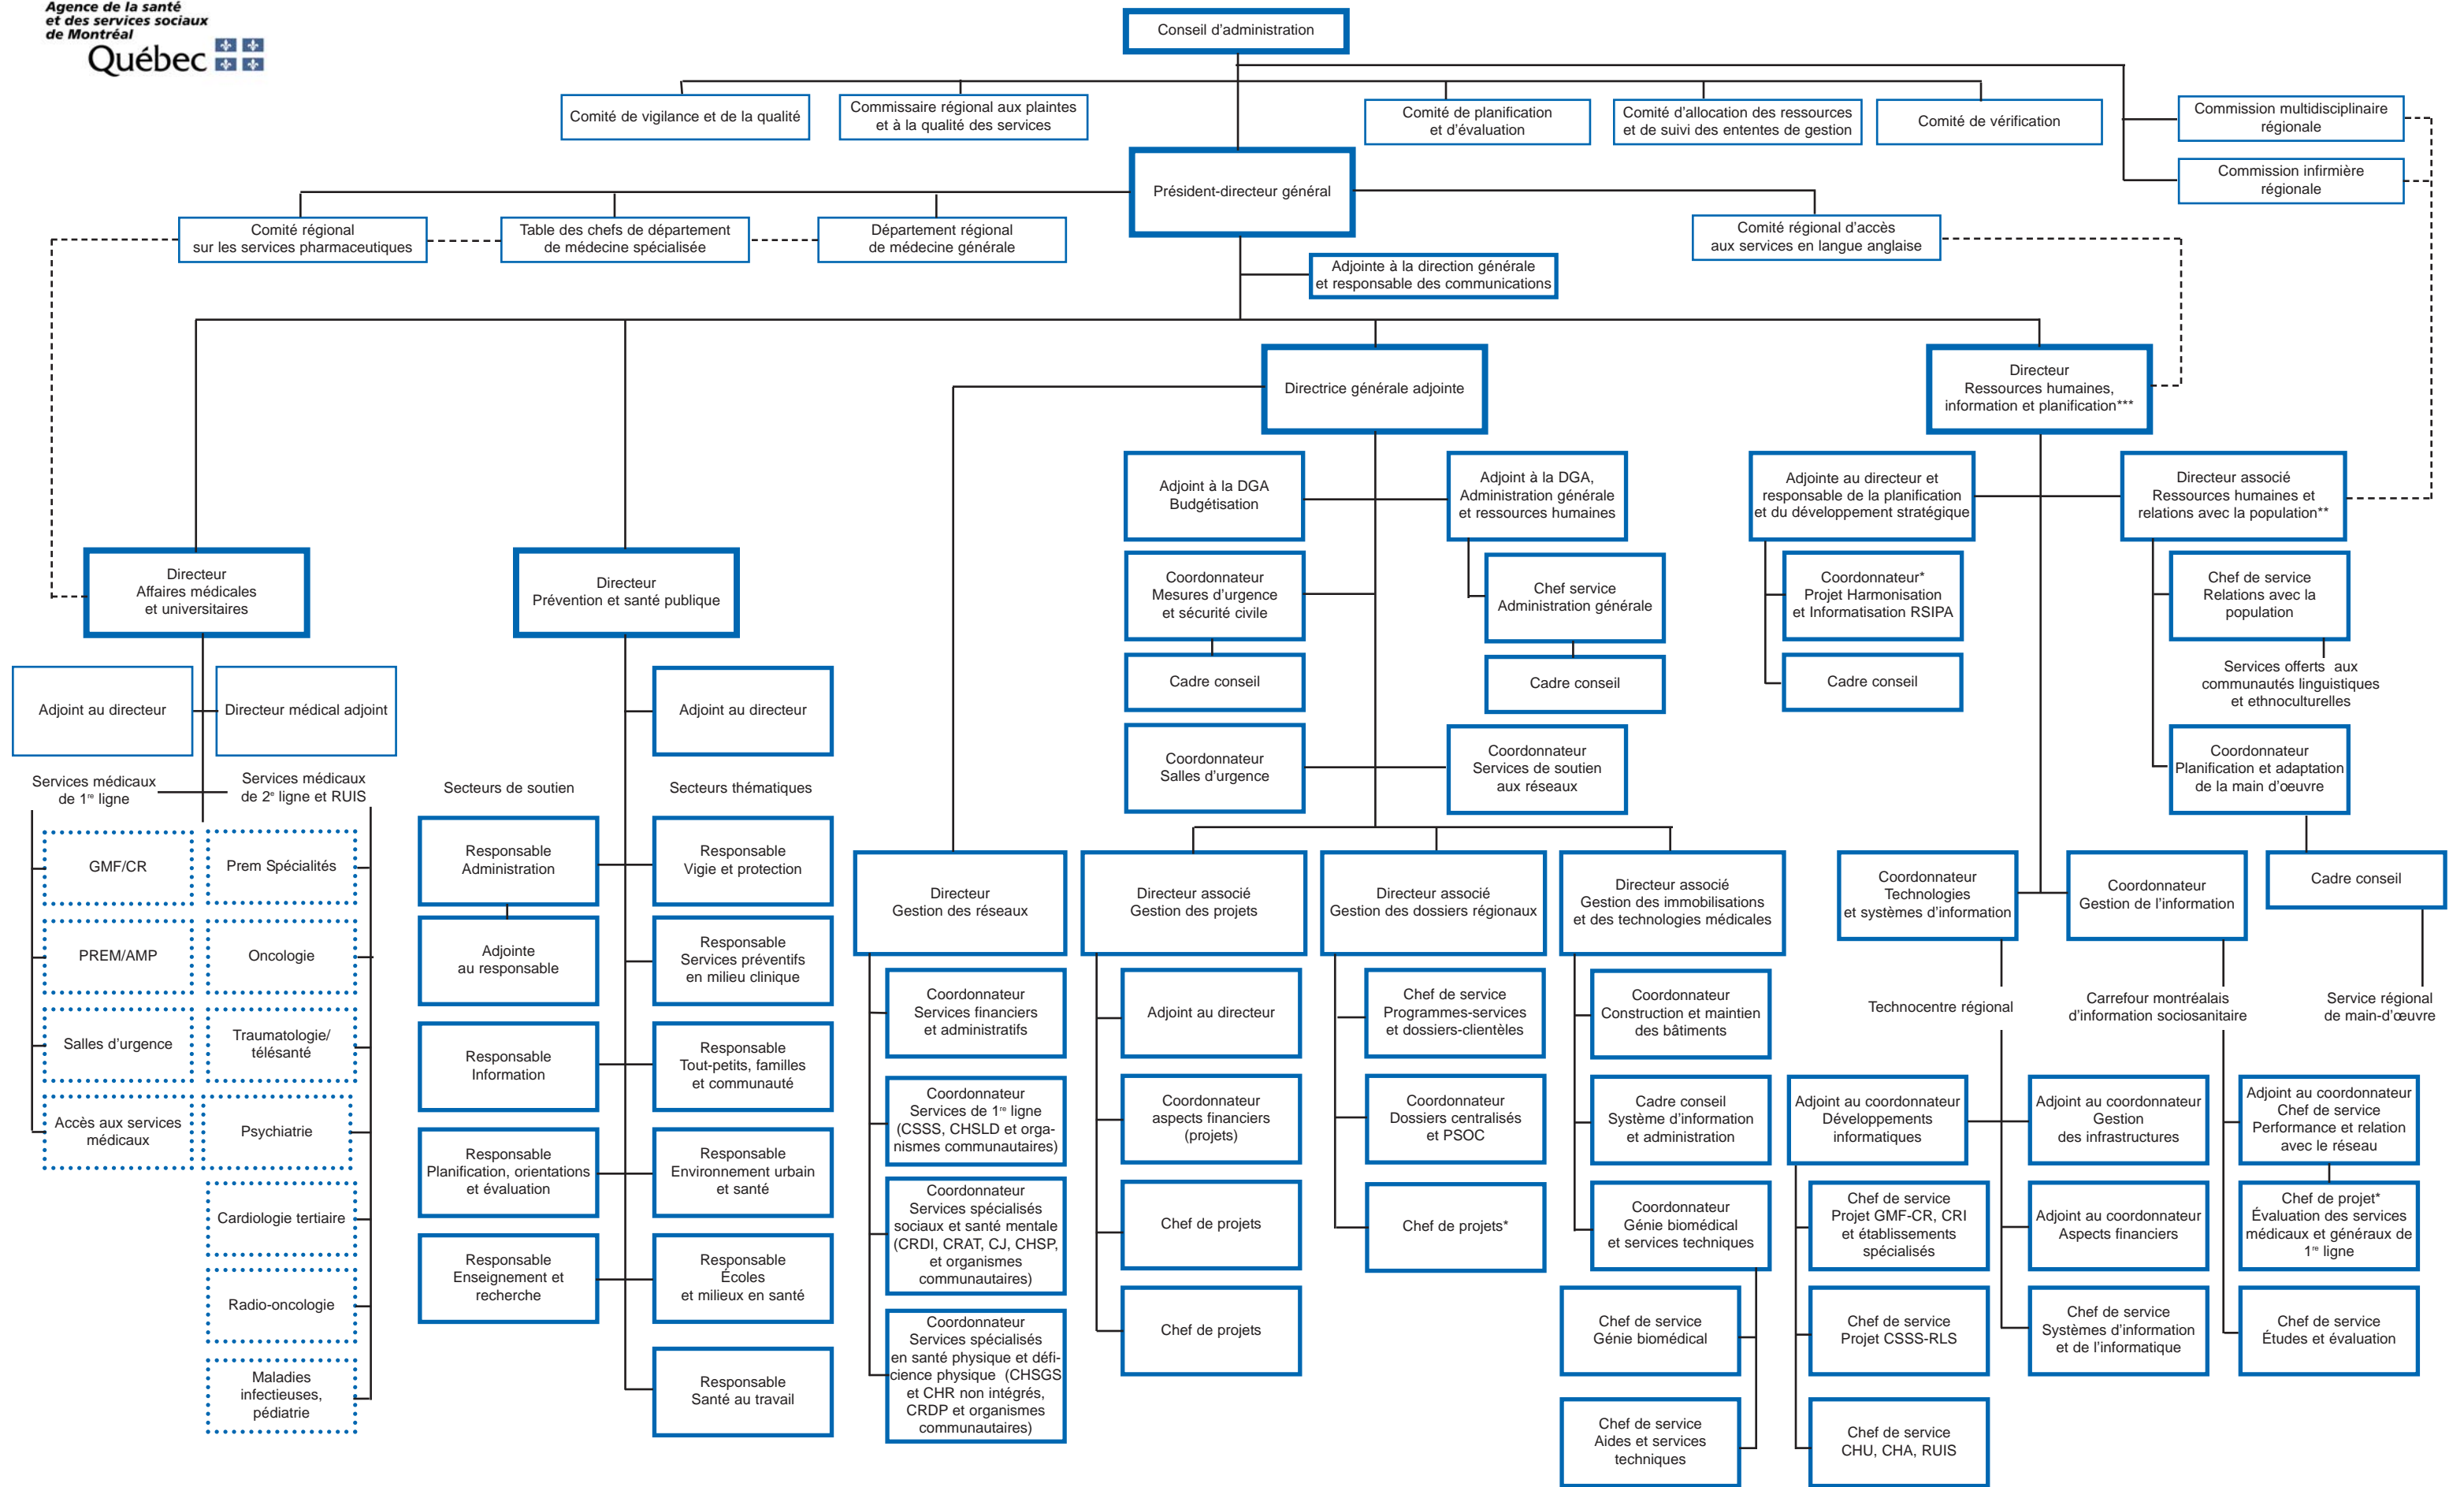 Agence de la santé
et des services sociaux
de Montréal
Québec
Conseil d'administration
Comité de vigilance et de la qualité
Commissaire régional aux plaintes
et à la qualité des services
Comité de planification
et d'évaluation
Comité d'allocation des ressources
et de suivi des ententes de gestion
Comité de vérification
Commission multidisciplinaire
régionale
Commission infirmière
régionale
Président-directeur général
Comité régional
sur les services pharmaceutiques
Table des chefs de département
de médecine spécialisée
Département régional
de médecine générale
Comité régional d'accès
aux services en langue anglaise
Adjointe à la direction générale
et responsable des communications
Directrice générale adjointe
Directeur
Ressources humaines,
information et planification***
Adjoint à la DGA
Budgétisation
Adjoint à la DGA,
Administration générale
et ressources humaines
Adjointe au directeur et
responsable de la planification
et du développement stratégique
Directeur associé
Ressources humaines et
relations avec la population**
Directeur
Affaires médicales
et universitaires
Directeur
Prévention et santé publique
Coordonnateur
Mesures d'urgence
et sécurité civile
Chef service
Administration générale
Coordonnateur*
Projet Harmonisation
et Informatisation RSIPA
Chef de service
Relations avec la
population
Cadre conseil
Cadre conseil
Cadre conseil
Services offerts aux
communautés linguistiques
et ethnoculturelles
Adjoint au directeur
Directeur médical adjoint
Adjoint au directeur
Coordonnateur
Salles d'urgence
Coordonnateur
Services de soutien
aux réseaux
Coordonnateur
Planification et adaptation
de la main d'œuvre
Services médicaux
de 1re ligne
Services médicaux
de 2e ligne et RUIS
Secteurs de soutien
Secteurs thématiques
GMF/CR
PREM/AMP
Salles d'urgence
Accès aux services
médicaux
Prem Spécialités
Oncologie
Traumatologie/
télésanté
Psychiatrie
Cardiologie tertiaire
Radio-oncologie
Maladies
infectieuses,
pédiatrie
Responsable
Administration
Adjointe
au responsable
Responsable
Information
Responsable
Planification, orientations
et évaluation
Responsable
Enseignement et
recherche
Responsable
Vigie et protection
Responsable
Services préventifs
en milieu clinique
Responsable
Tout-petits, familles
et communauté
Responsable
Environnement urbain
et santé
Responsable
Écoles
et milieux en santé
Responsable
Santé au travail
Directeur
Gestion des réseaux
Coordonnateur
Services financiers
et administratifs
Coordonnateur
Services de 1re ligne
(CSSS, CHSLD et orga-
nismes communautaires)
Coordonnateur
Services spécialisés
sociaux et santé mentale
(CRDI, CRAT, CJ, CHSP,
et organismes
communautaires)
Coordonnateur
Services spécialisés
en santé physique et défi-
cience physique (CHSGS
et CHR non intégrés,
CRDP et organismes
communautaires)
Directeur associé
Gestion des projets
Adjoint au directeur
Coordonnateur
aspects financiers
(projets)
Chef de projets
Chef de projets
Directeur associé
Gestion des dossiers régionaux
Chef de service
Programmes-services
et dossiers-clientèles
Coordonnateur
Dossiers centralisés
et PSOC
Chef de projets*
Directeur associé
Gestion des immobilisations
et des technologies médicales
Coordonnateur
Construction et maintien
des bâtiments
Cadre conseil
Système d'information
et administration
Coordonnateur
Génie biomédical
et services techniques
Chef de service
Génie biomédical
Chef de service
Aides et services
techniques
Coordonnateur
Technologies
et systèmes d'information
Coordonnateur
Gestion de l'information
Cadre conseil
Technocentre régional
Carrefour montréalais
d'information sociosanitaire
Service régional
de main-d'œuvre
Adjoint au coordonnateur
Développements
informatiques
Chef de service
Projet GMF-CR, CRI
et établissements
spécialisés
Chef de service
Projet CSSS-RLS
Chef de service
CHU, CHA, RUIS
Adjoint au coordonnateur
Gestion
des infrastructures
Adjoint au coordonnateur
Aspects financiers
Chef de service
Systèmes d'information
et de l'informatique
Adjoint au coordonnateur
Chef de service
Performance et relation
avec le réseau
Chef de projet*
Évaluation des services
médicaux et généraux de
1re ligne
Chef de service
Études et évaluation